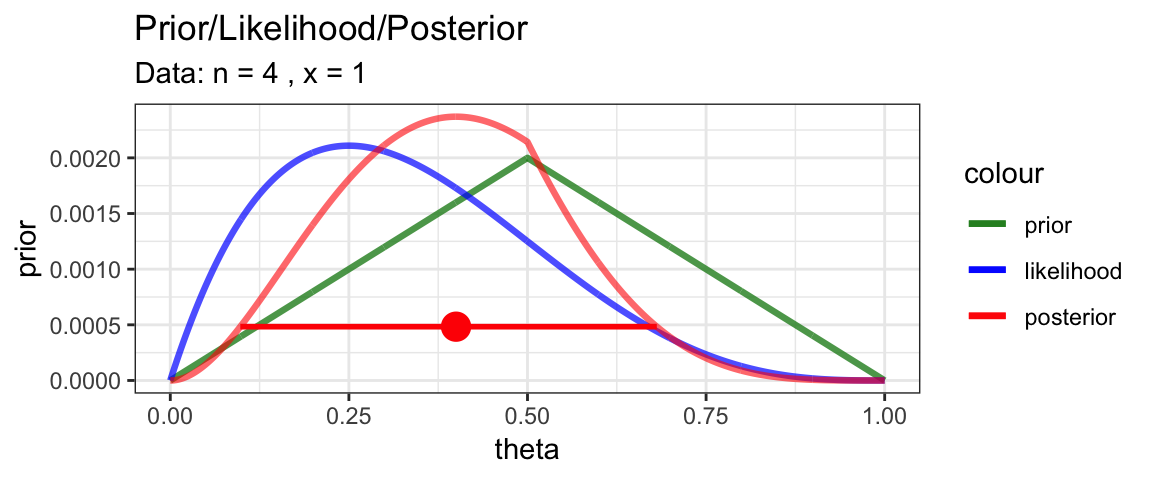 Prior/Likelihood/Posterior
Data: n = 4 , x = 1
prior
0.0020
0.0015
0.0010
0.0005
0.0000
0.00 0.25 0.50 0.75 1.00
theta
colour
prior
likelihood
posterior